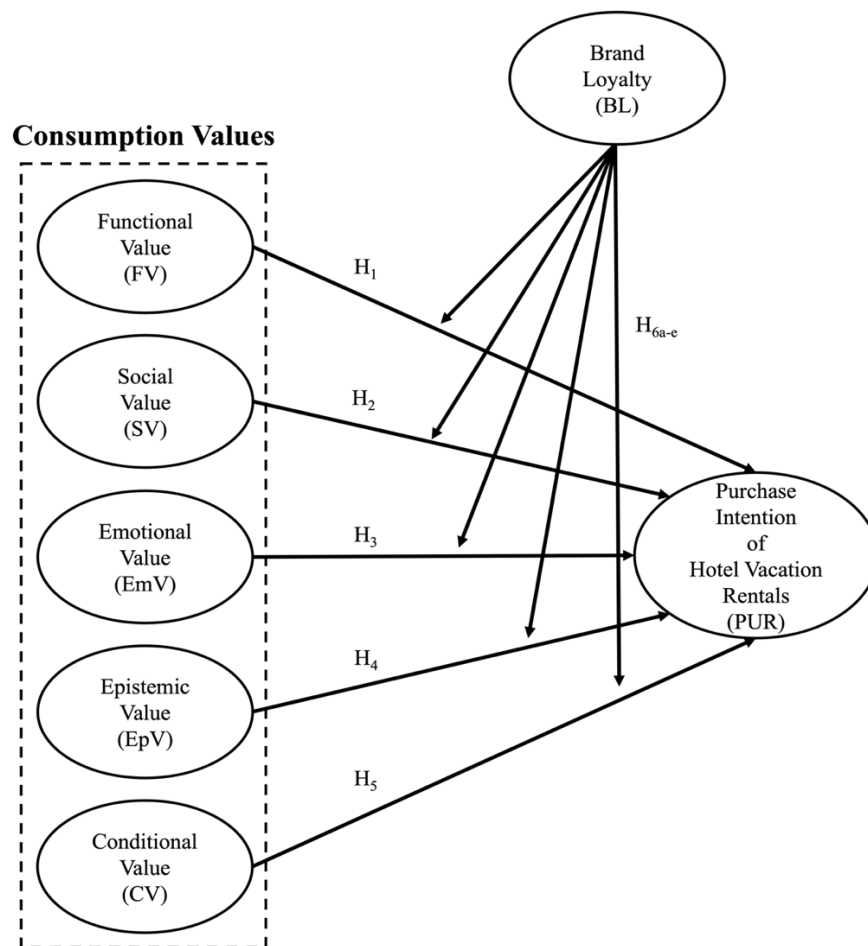 Brand
Loyalty
(BL)
Consumption Values
Functional
Value
(FV)
H1
H6a-e
Social
Value
(SV)
H2
Emotional
Value
(EmV)
H3
Purchase
Intention
of
Hotel Vacation
Rentals
(PUR)
Epistemic
Value
(EpV)
H4
Conditional
Value
(CV)
H5